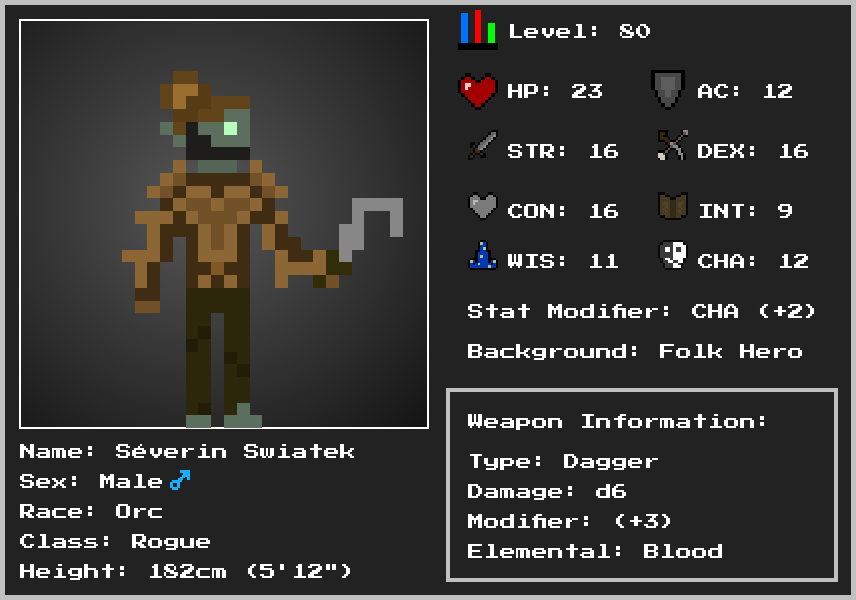 Level: 80
HP: 23 AC: 12
STR: 16 DEX: 16
CON: 16 INT: 9
WIS: 11 CHA: 12
Stat Modifier: CHA (+2)
Background: Folk Hero
Weapon Information:
Type: Dagger
Damage: d6
Modifier: (+3)
Elemental: Blood
Name: Séverin Swiatek
Sex: Male ♂
Race: Orc
Class: Rogue
Height: 182cm (5'12")